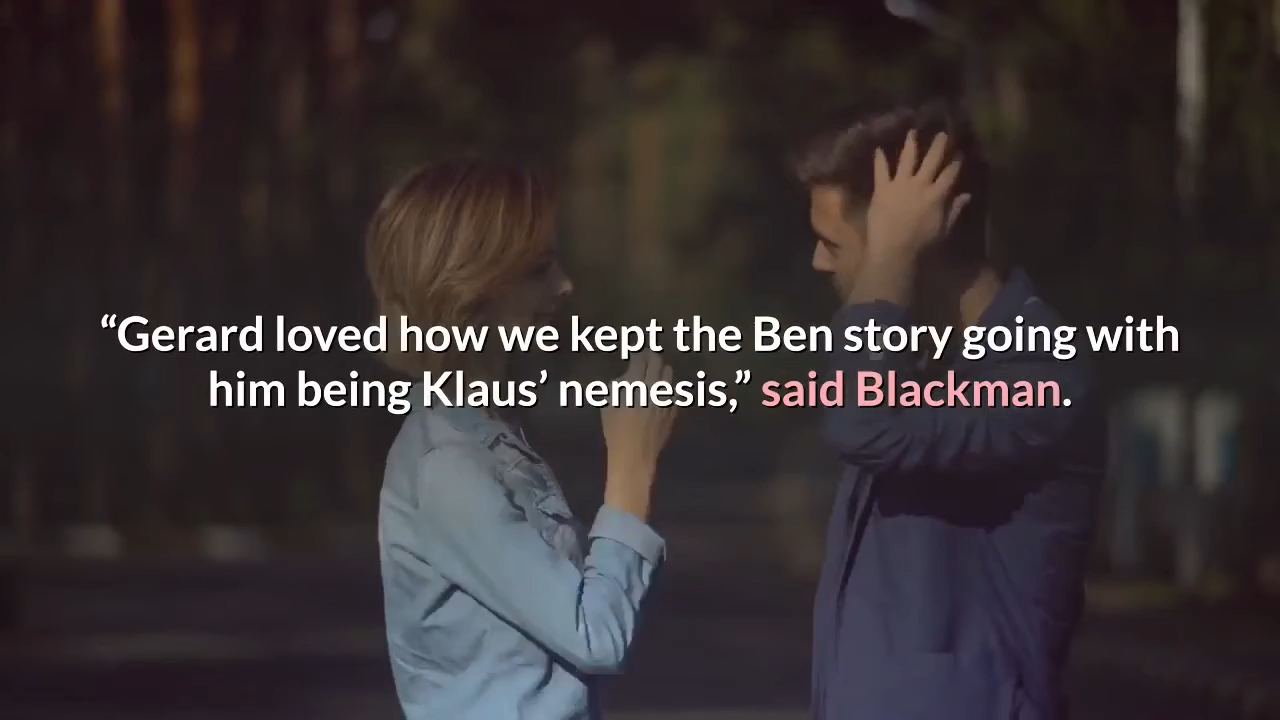 “Gerard loved how we kept the Ben story going with
him being Klaus’ nemesis,” said Blackman.